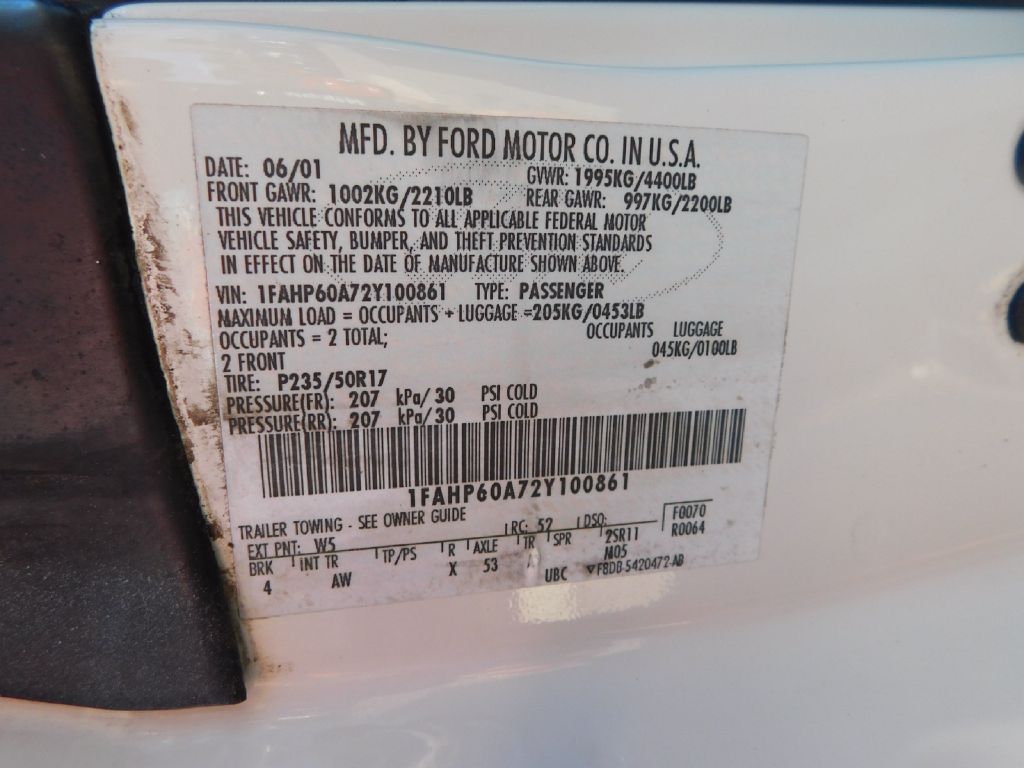 MFD. BY FORD MOTOR CO. IN U.S.A.
DATE: 06/01 GVWR: 1995KG/4400LB
FRONT GAWR: 1002KG/2210LB REAR GAWR: 997KG/2200LB
THIS VEHICLE CONFORMS TO ALL APPLICABLE FEDERAL MOTOR
VEHICLE SAFETY, BUMPER, AND THEFT PREVENTION STANDARDS
IN EFFECT ON THE DATE OF MANUFACTURE SHOWN ABOVE.
VIN: 1FAHP60A72Y100861 TYPE: PASSENGER
MAXIMUM LOAD = OCCUPANTS + LUGGAGE =205KG/0453LB
OCCUPANTS = 2 TOTAL; OCCUPANTS LUGGAGE
2 FRONT 045KG/0100LB
TIRE: P235/50R17
PRESSURE(FR): 207 kPa/ 30 PSI COLD
PRESSURE(RR): 207 kPa/ 30 PSI COLD
1FAHP60A72Y100861
TRAILER TOWING - SEE OWNER GUIDE F0070
EXT PNT: W5 RC: 52 DSO: R0064
BRK INT TR TP/PS R AXLE TR SPR 2SR11
4 AW X 53 M05
UBC F8DB-5420472-AB